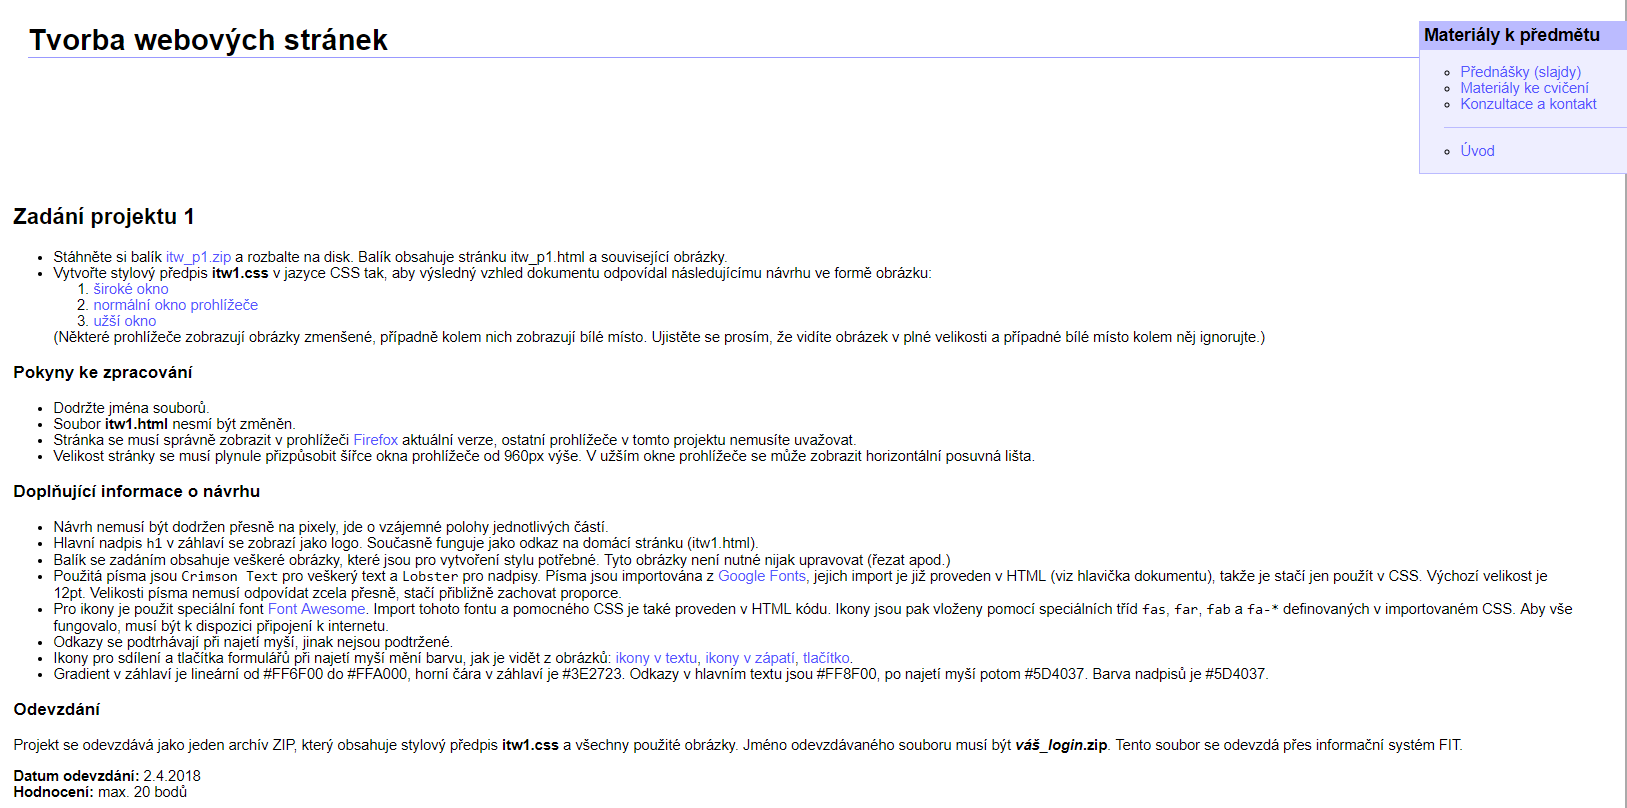 Tvorba webových stránek
Materiály k předmětu
Přednášky (slajdy)
Materiály ke cvičení
Konzultace a kontakt
Úvod
Zadání projektu 1
Stáhněte si balík itw_p1.zip a rozbalte na disk. Balík obsahuje stránku itw_p1.html a související obrázky.
Vytvořte stylový předpis itw1.css v jazyce CSS tak, aby výsledný vzhled dokumentu odpovídal následujícímu návrhu ve formě obrázku:
1. široké okno
2. normální okno prohlížeče
3. užší okno
(Některé prohlížeče zobrazují obrázky zmenšené, případně kolem nich zobrazují bílé místo. Ujistěte se prosím, že vidíte obrázek v plné velikosti a případné bílé místo kolem něj ignorujte.)
Pokyny ke zpracování
Dodržte jména souborů.
Soubor itw1.html nesmí být změněn.
Stránka se musí správně zobrazit v prohlížeči Firefox aktuální verze, ostatní prohlížeče v tomto projektu nemusíte uvažovat.
Velikost stránky se musí plynule přizpůsobit šířce okna prohlížeče od 960px výše. V užším okne prohlížeče se může zobrazit horizontální posuvná lišta.
Doplňující informace o návrhu
Návrh nemusí být dodržen přesně na pixely, jde o vzájemné polohy jednotlivých částí.
Hlavní nadpis h1 v záhlaví se zobrazí jako logo. Současně funguje jako odkaz na domácí stránku (itw1.html).
Balík se zadáním obsahuje veškeré obrázky, které jsou pro vytvoření stylu potřebné. Tyto obrázky není nutné nijak upravovat (řezat apod.)
Použitá písma jsou Crimson Text pro veškerý text a Lobster pro nadpisy. Písma jsou importována z Google Fonts, jejich import je již proveden v HTML (viz hlavička dokumentu), takže je stačí jen použít v CSS. Výchozí velikost je
12pt. Velikosti písma nemusí odpovídat zcela přesně, stačí přibližně zachovat proporce.
Pro ikony je použit speciální font Font Awesome. Import tohoto fontu a pomocného CSS je také proveden v HTML kódu. Ikony jsou pak vloženy pomocí speciálních tříd fas, far, fab a fa-* definovaných v importovaném CSS. Aby vše
fungovalo, musí být k dispozici připojení k internetu.
Odkazy se podtrhávají při najetí myší, jinak nejsou podtržené.
Ikony pro sdílení a tlačítka formulářů při najetí myší mění barvu, jak je vidět z obrázků: ikony v textu, ikony v zápatí, tlačítko.
Gradient v záhlaví je lineární od #FF6F00 do #FFA000, horní čára v záhlaví je #3E2723. Odkazy v hlavním textu jsou #FF8F00, po najetí myší potom #5D4037. Barva nadpisů je #5D4037.
Odevzdání
Projekt se odevzdává jako jeden archív ZIP, který obsahuje stylový předpis itw1.css a všechny použité obrázky. Jméno odevzdávaného souboru musí být váš_login.zip. Tento soubor se odevzdá přes informační systém FIT.
Datum odevzdání: 2.4.2018
Hodnocení: max. 20 bodů